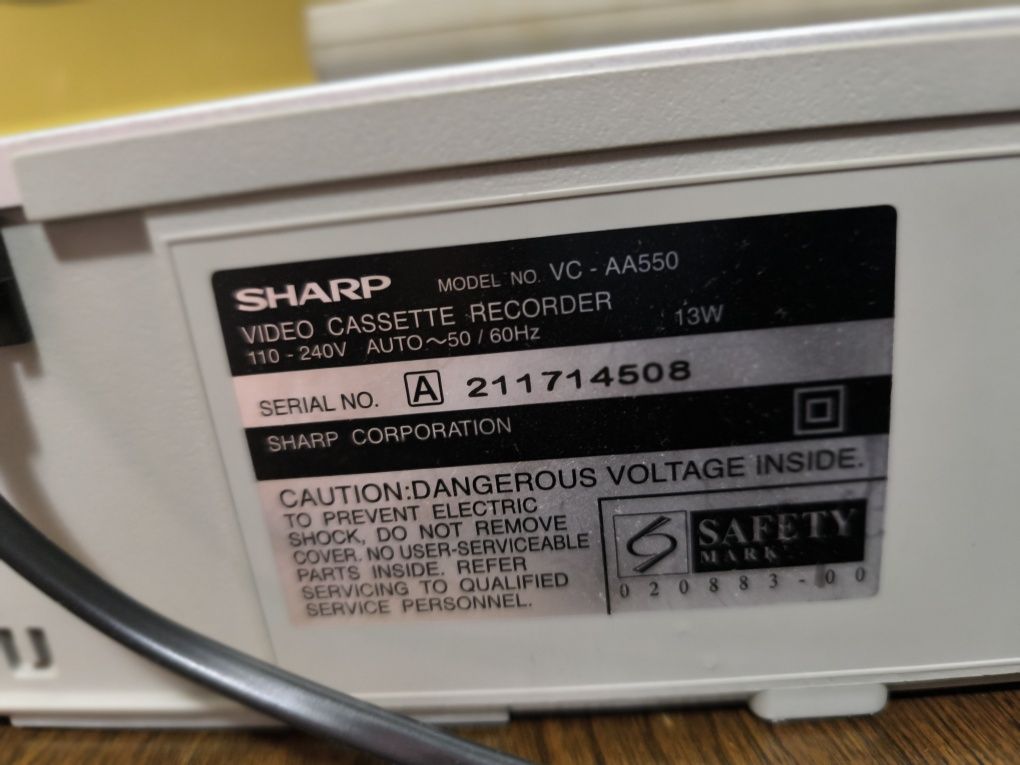 SHARP MODEL NO. VC - AA550
VIDEO CASSETTE RECORDER
110 - 240V AUTO～50 / 60Hz 13W
SERIAL NO. A 211714508
SHARP CORPORATION
CAUTION:DANGEROUS VOLTAGE INSIDE.
TO PREVENT ELECTRIC
SHOCK, DO NOT REMOVE
COVER. NO USER-SERVICEABLE
PARTS INSIDE. REFER
SERVICING TO QUALIFIED
SERVICE PERSONNEL.
SAFETY
MARK
020883-00